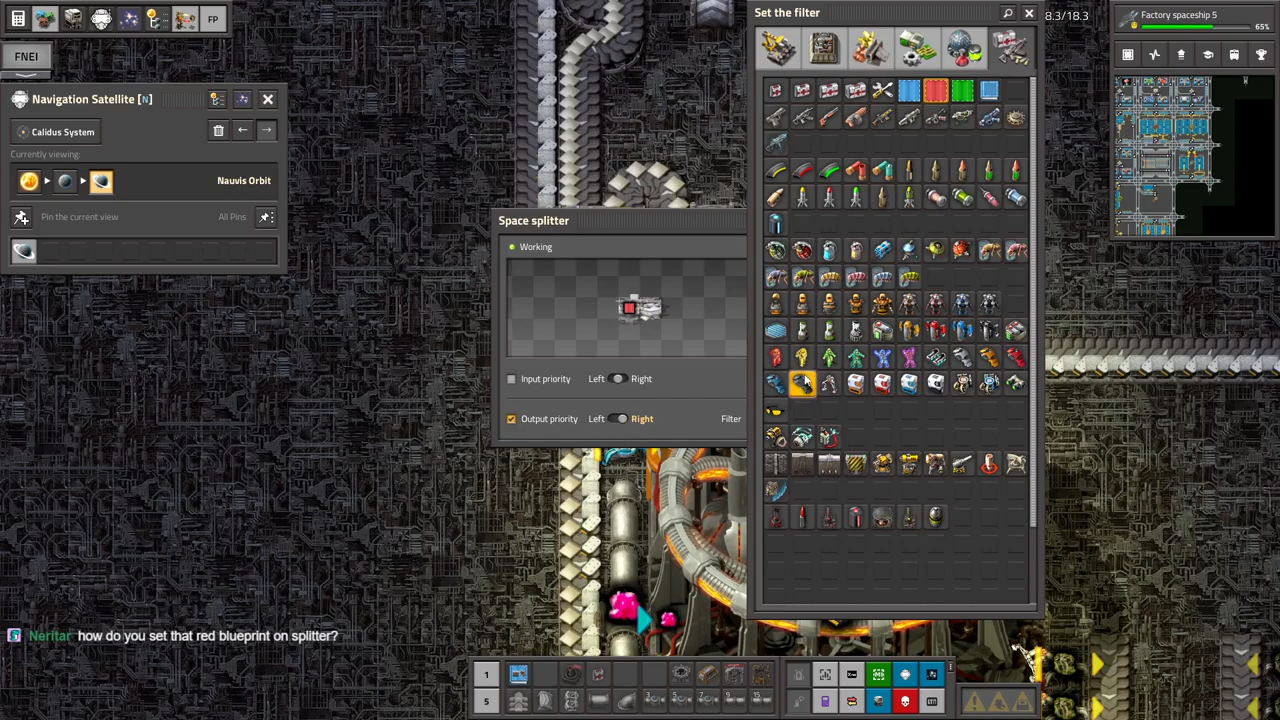 FP
Set the filter
8.3/18.3
Factory spaceship 5
65%
FNEI
Navigation Satellite [N]
Calidus System
Currently viewing:
Nauvis Orbit
Pin the current view
All Pins
Space splitter
Working
Input priority
Left
Right
Output priority
Left
Right
Filter
Neritar how do you set that red blueprint on splitter?
1
5